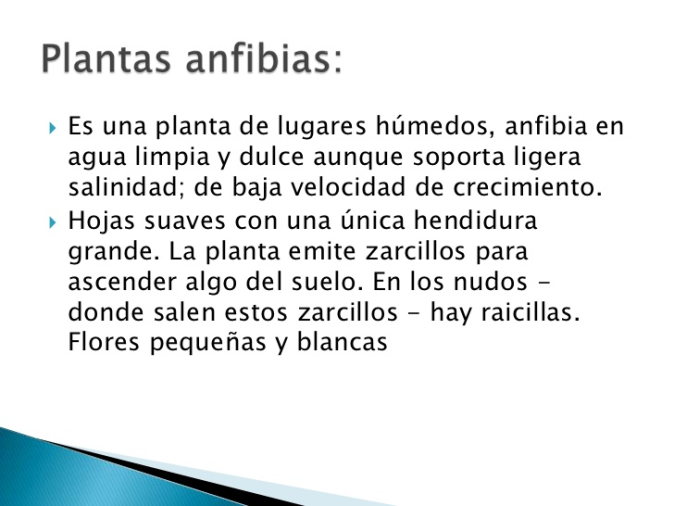 Plantas anfibias:
Es una planta de lugares húmedos, anfibia en
agua limpia y dulce aunque soporta ligera
salinidad; de baja velocidad de crecimiento.
Hojas suaves con una única hendidura
grande. La planta emite zarcillos para
ascender algo del suelo. En los nudos -
donde salen estos zarcillos - hay raicillas.
Flores pequeñas y blancas